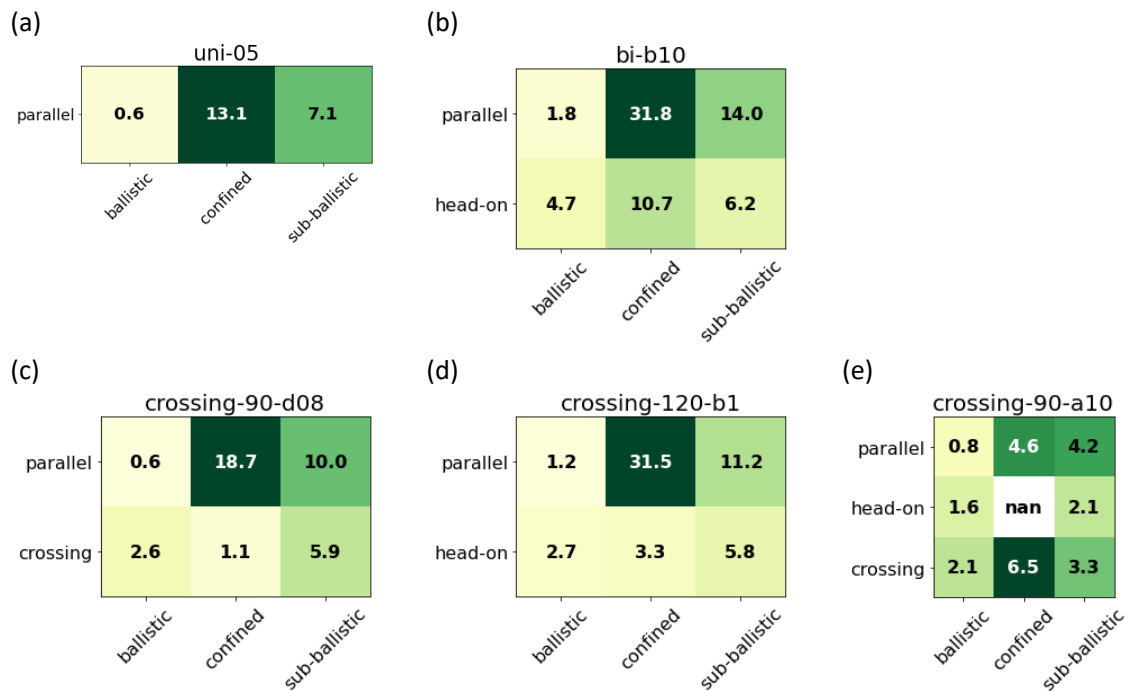 (a)
uni-05
parallel
0.6 13.1 7.1
ballistic confined sub-ballistic
(b)
bi-b10
parallel
1.8 31.8 14.0
head-on
4.7 10.7 6.2
ballistic confined sub-ballistic
(c)
crossing-90-d08
parallel
0.6 18.7 10.0
crossing
2.6 1.1 5.9
ballistic confined sub-ballistic
(d)
crossing-120-b1
parallel
1.2 31.5 11.2
head-on
2.7 3.3 5.8
ballistic confined sub-ballistic
(e)
crossing-90-a10
parallel
0.8 4.6 4.2
head-on
1.6 nan 2.1
crossing
2.1 6.5 3.3
ballistic confined sub-ballistic